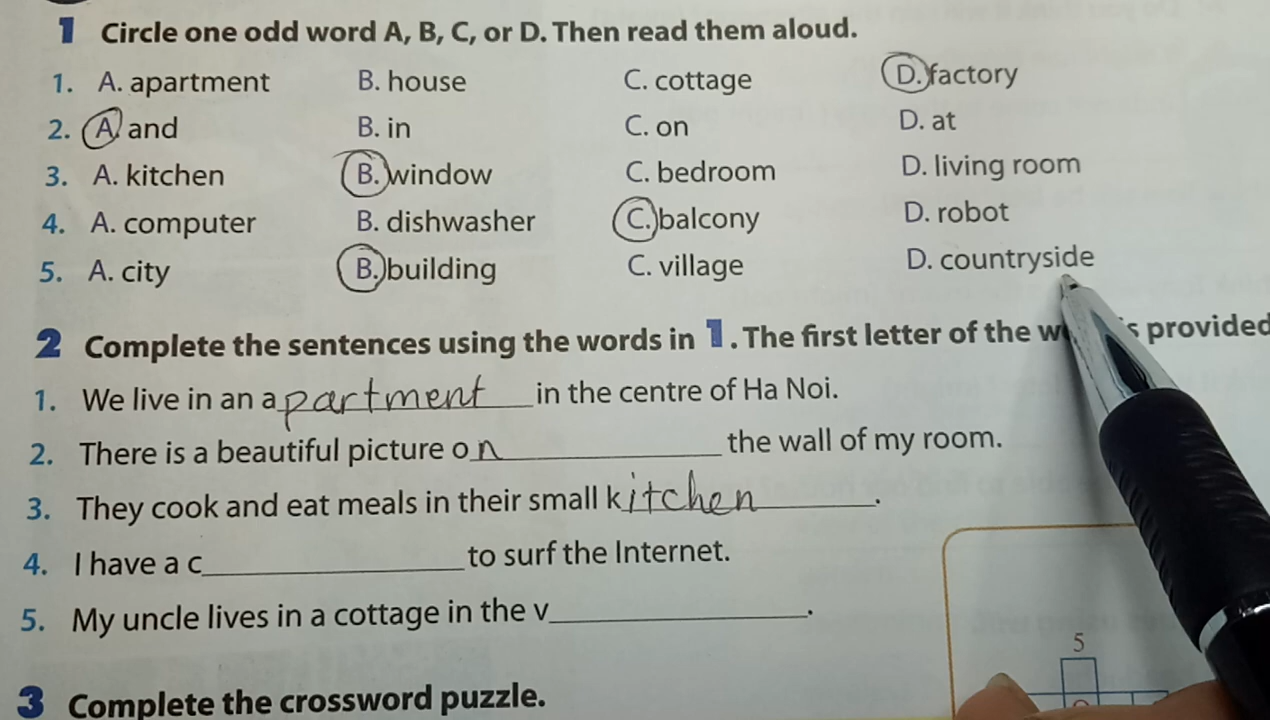 1 Circle one odd word A, B, C, or D. Then read them aloud.
1. A. apartment B. house C. cottage D. factory
2. A. and B. in C. on D. at
3. A. kitchen B. window C. bedroom D. living room
4. A. computer B. dishwasher C. balcony D. robot
5. A. city B. building C. village D. countryside
2 Complete the sentences using the words in 1. The first letter of the provided
1. We live in an apartment in the centre of Ha Noi.
2. There is a beautiful picture on the wall of my room.
3. They cook and eat meals in their small kitchen.
4. I have a c______________ to surf the Internet.
5. My uncle lives in a cottage in the v______________.
5
3 Complete the crossword puzzle.